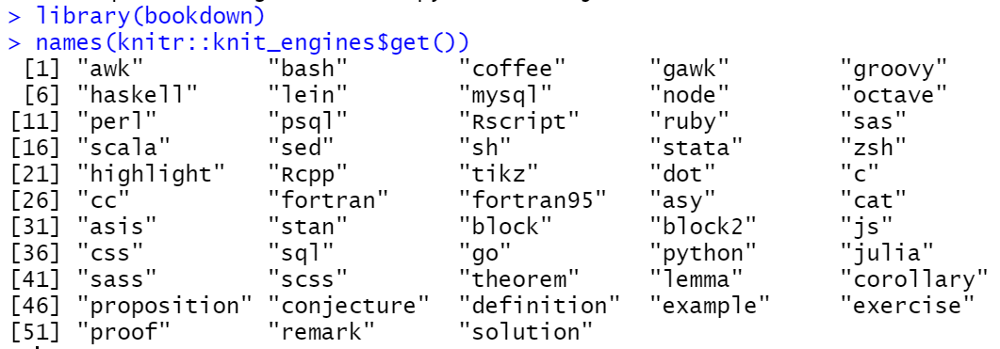 > library(bookdown)
> names(knitr::knit_engines$get())
[1] "awk" "bash" "coffee" "gawk" "groovy"
[6] "haskell" "lein" "mysql" "node" "octave"
[11] "perl" "psql" "Rscript" "ruby" "sas"
[16] "scala" "sed" "sh" "stata" "zsh"
[21] "highlight" "Rcpp" "tikz" "dot" "c"
[26] "cc" "fortran" "fortran95" "asy" "cat"
[31] "asis" "stan" "block" "block2" "js"
[36] "css" "sql" "go" "python" "julia"
[41] "sass" "scss" "theorem" "lemma" "corollary"
[46] "proposition" "conjecture" "definition" "example" "exercise"
[51] "proof" "remark" "solution"